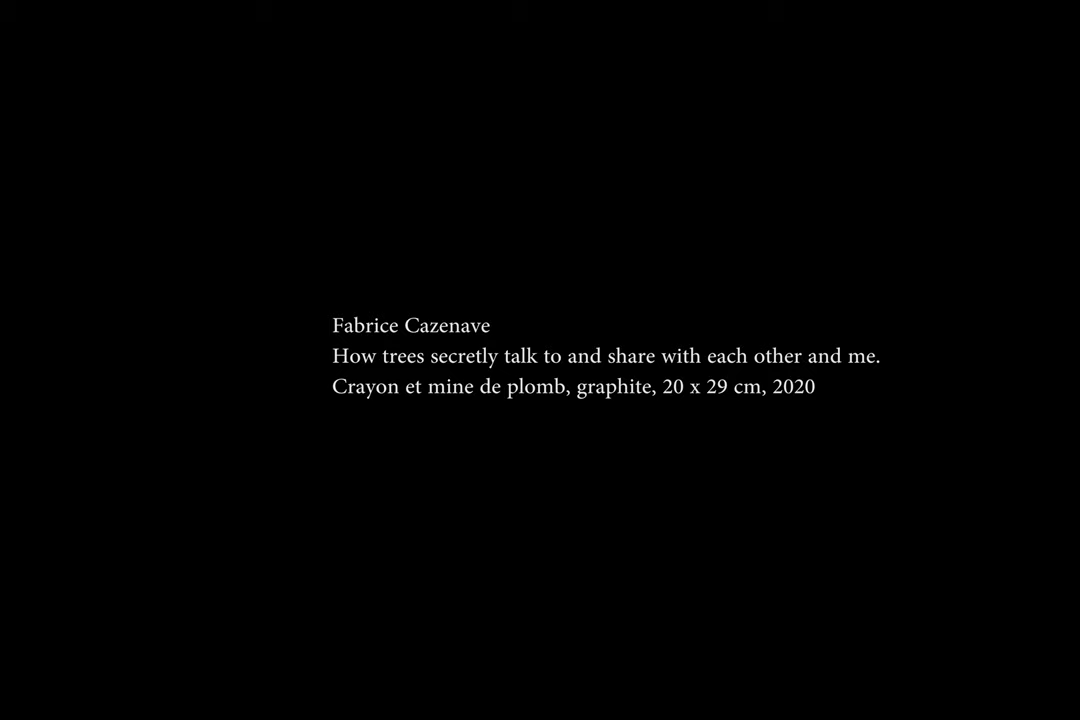 Fabrice Cazenave
How trees secretly talk to and share with each other and me.
Crayon et mine de plomb, graphite, 20 x 29 cm, 2020